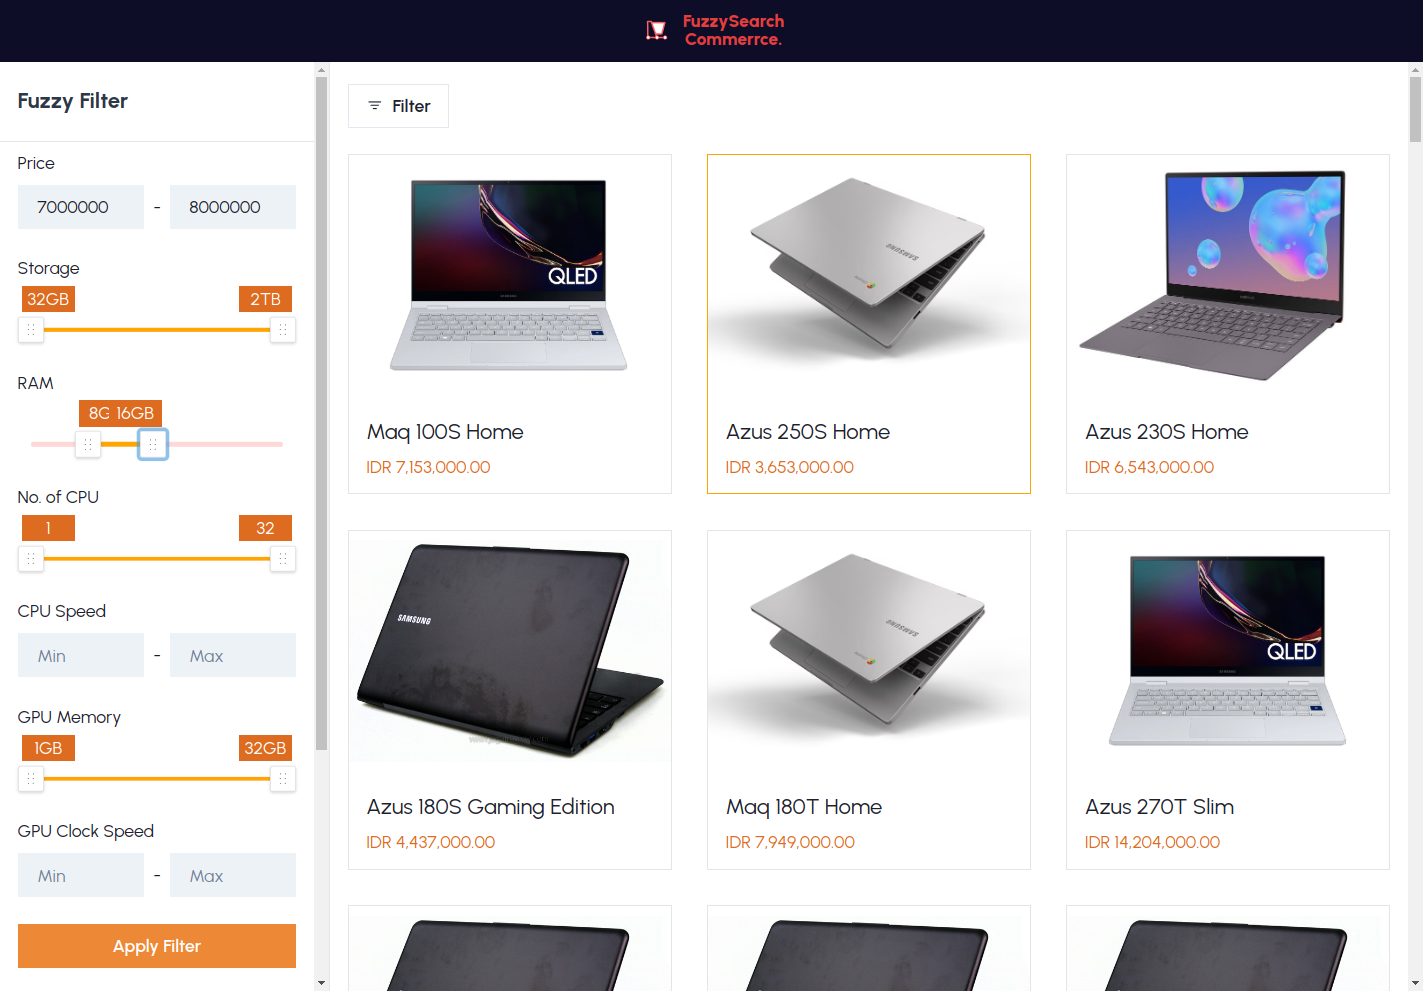 FuzzySearch
Commerrce.
Fuzzy Filter
Price
7000000 - 8000000
Storage
32GB 2TB
RAM
8G 16GB
No. of CPU
1 32
CPU Speed
Min - Max
GPU Memory
1GB 32GB
GPU Clock Speed
Min - Max
Apply Filter
Filter
QLED
SAMSUNG
Maq 100S Home
IDR 7,153,000.00
Azus 250S Home
IDR 3,653,000.00
Azus 230S Home
IDR 6,543,000.00
SAMSUNG
SAMSUNG
QLED
Azus 180S Gaming Edition
IDR 4,437,000.00
Maq 180T Home
IDR 7,949,000.00
Azus 270T Slim
IDR 14,204,000.00